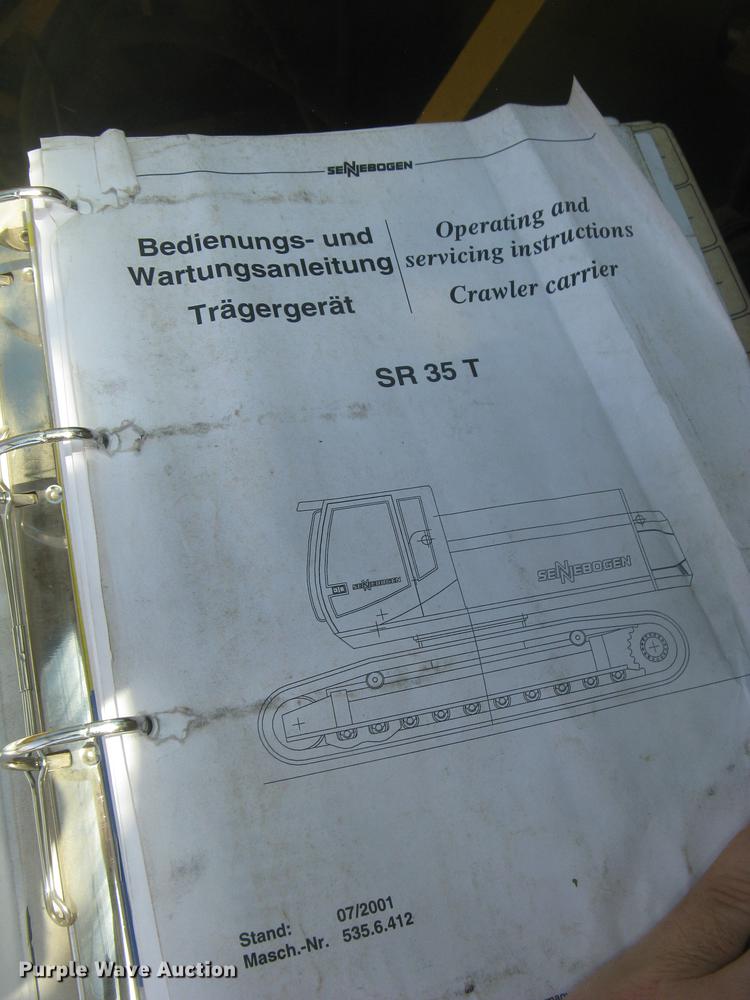 SENNEBOGEN
Bedienungs- und
Wartungsanleitung
Trägergerät
Operating and
servicing instructions
Crawler carrier
SR 35 T
SENNEBOGEN
SENNEBOGEN
Stand: 07/2001
Masch.-Nr. 535.6.412
Purple Wave Auction